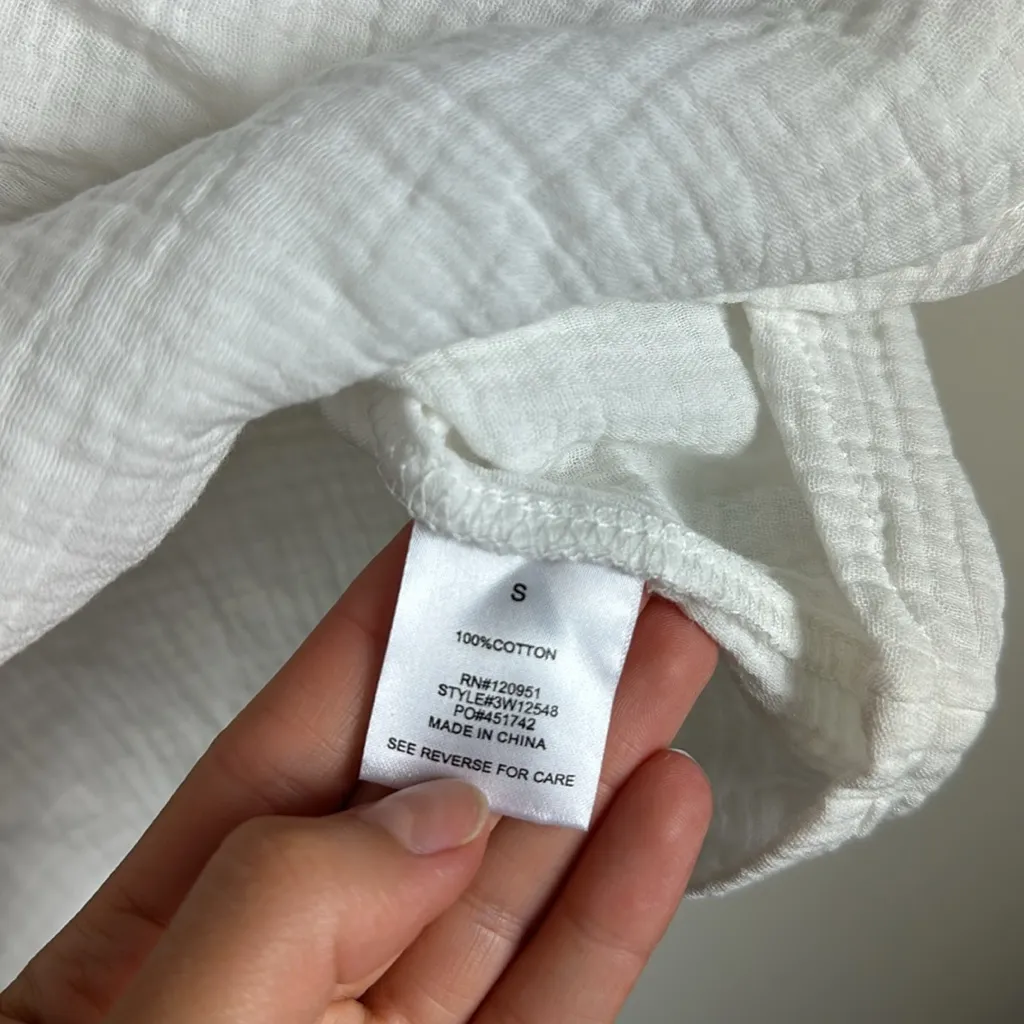 S
100%COTTON
RN#120951
STYLE#3W12548
PO#451742
MADE IN CHINA
SEE REVERSE FOR CARE